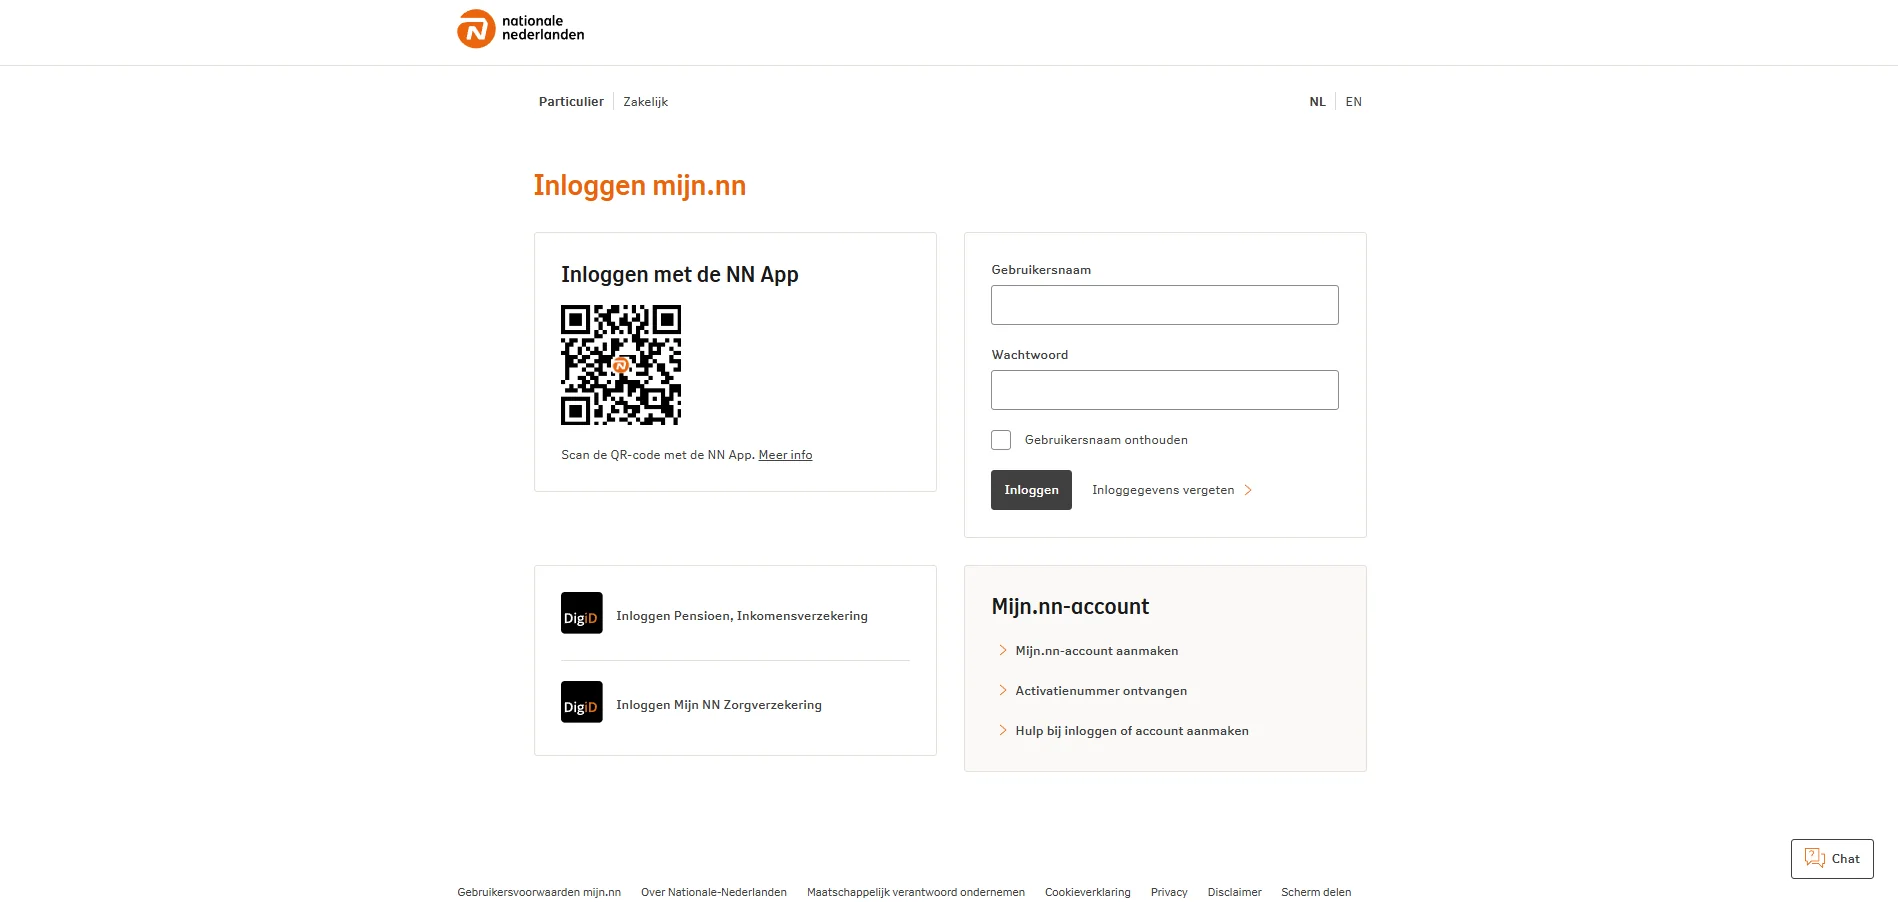 nationale
nederlanden
Particulier
Zakelijk
NL
EN
Inloggen mijn.nn
Inloggen met de NN App
Scan de QR-code met de NN App. Meer info
Gebruikersnaam
Wachtwoord
Gebruikersnaam onthouden
Inloggen
Inloggegevens vergeten
DigiD
Inloggen Pensioen, Inkomensverzekering
DigiD
Inloggen Mijn NN Zorgverzekering
Mijn.nn-account
Mijn.nn-account aanmaken
Activatienummer ontvangen
Hulp bij inloggen of account aanmaken
Chat
Gebruikersvoorwaarden mijn.nn
Over Nationale-Nederlanden
Maatschappelijk verantwoord ondernemen
Cookieverklaring
Privacy
Disclaimer
Scherm delen